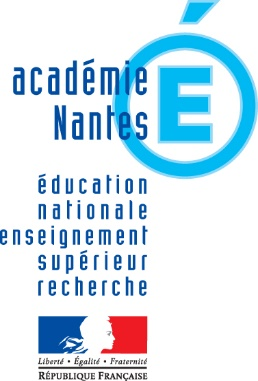 académie
Nantes
É
éducation
nationale
enseignement
supérieur
recherche
Liberté • Égalité • Fraternité
RÉPUBLIQUE FRANÇAISE